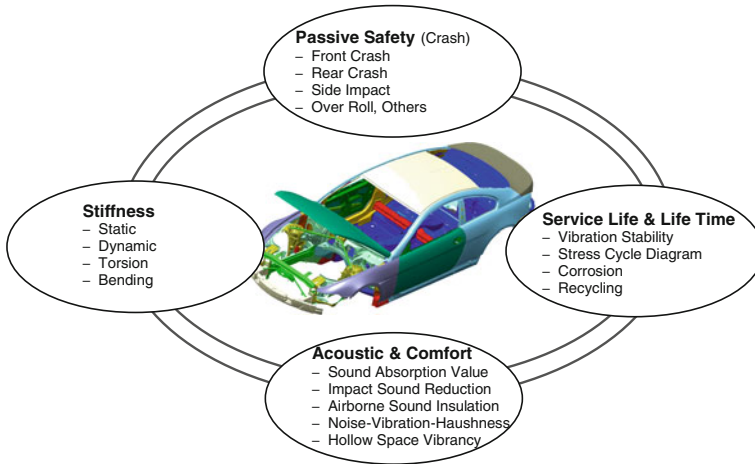 Passive Safety (Crash)
– Front Crash
– Rear Crash
– Side Impact
– Over Roll, Others
Stiffness
– Static
– Dynamic
– Torsion
– Bending
Service Life & Life Time
– Vibration Stability
– Stress Cycle Diagram
– Corrosion
– Recycling
Acoustic & Comfort
– Sound Absorption Value
– Impact Sound Reduction
– Airborne Sound Insulation
– Noise-Vibration-Haushness
– Hollow Space Vibrancy